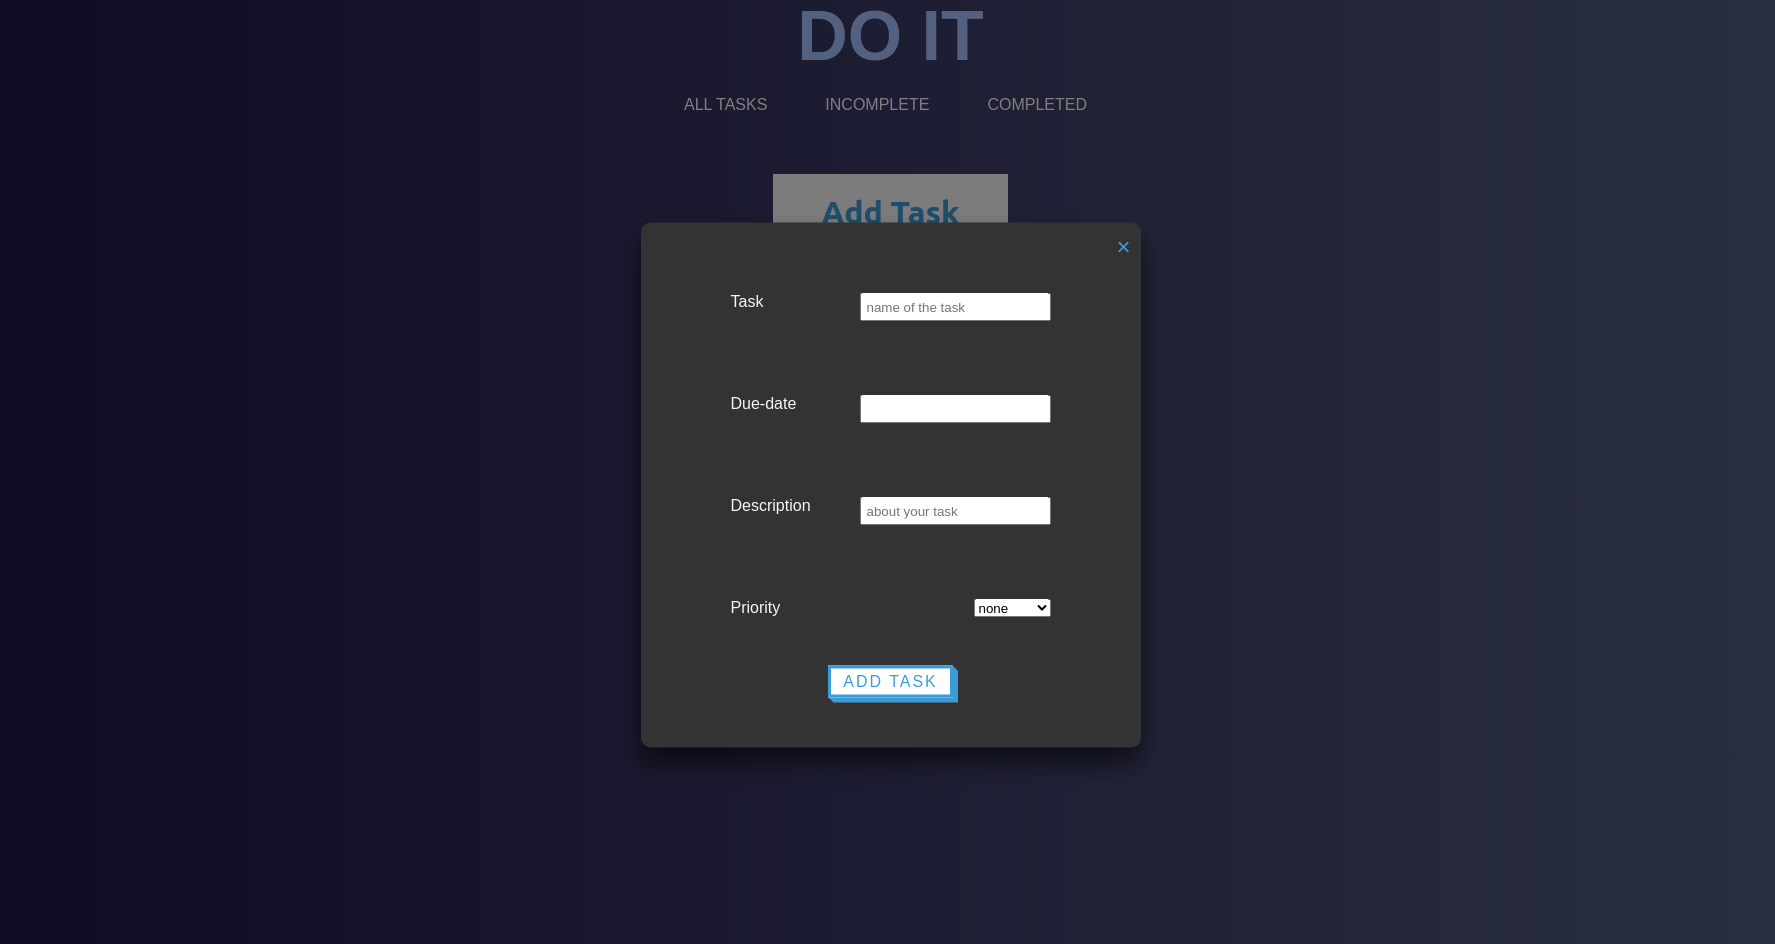 DO IT
ALL TASKS INCOMPLETE COMPLETED
Add Task
×
Task name of the task
Due-date
Description about your task
Priority none
ADD TASK